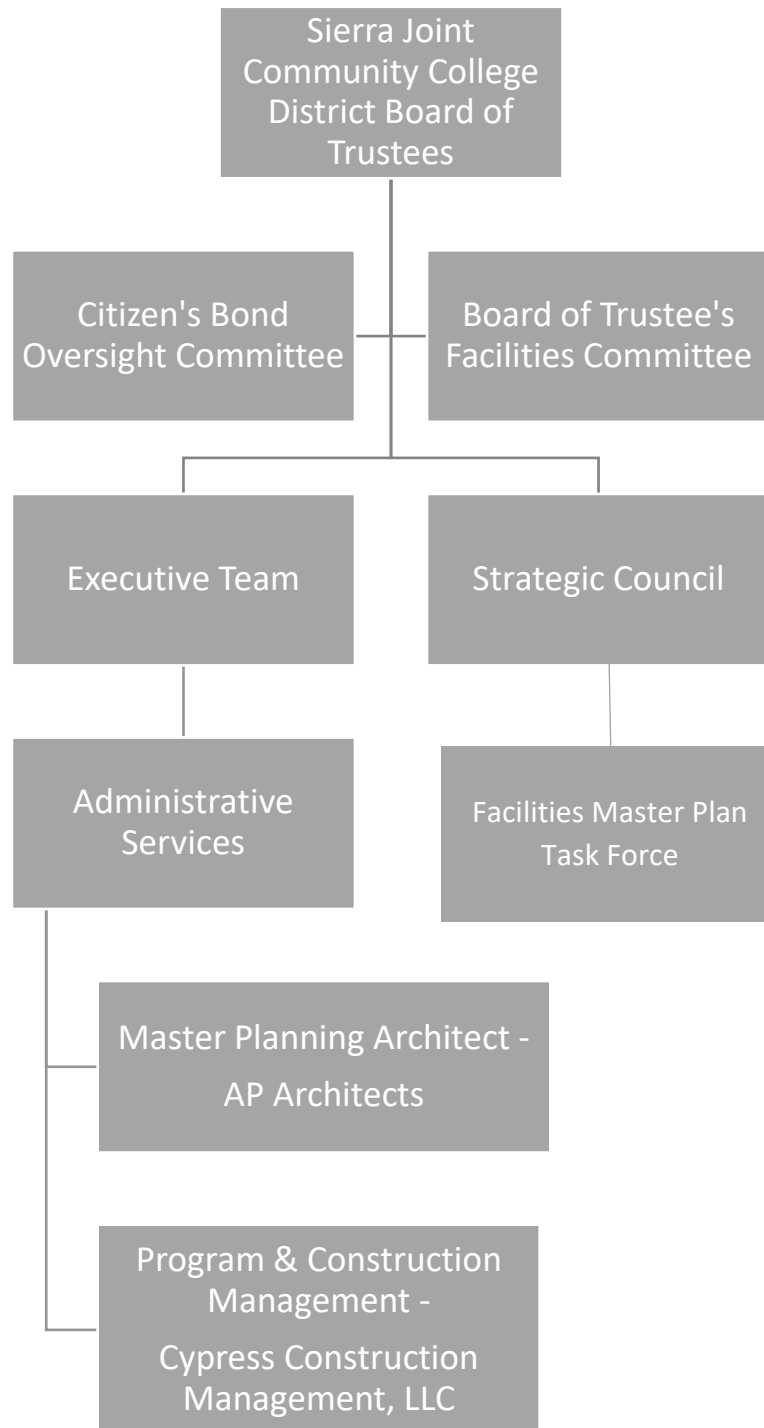 Sierra Joint
Community College
District Board of
Trustees
Citizen's Bond
Oversight Committee
Board of Trustee's
Facilities Committee
Executive Team
Strategic Council
Administrative
Services
Facilities Master Plan
Task Force
Master Planning Architect -
AP Architects
Program & Construction
Management -
Cypress Construction
Management, LLC